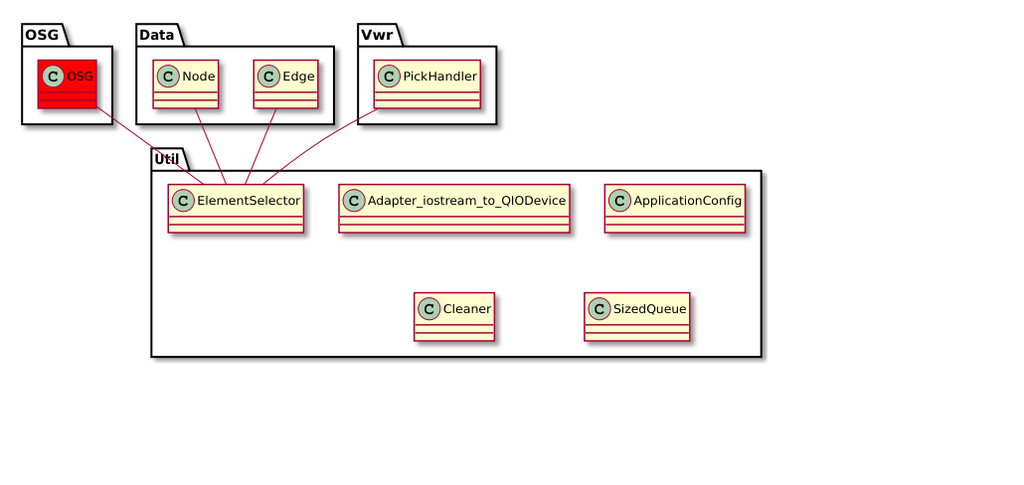 OSG
Data
Vwr
C OSG
C Node
C Edge
C PickHandler
Util
C ElementSelector
C Adapter_iostream_to_QIODevice
C ApplicationConfig
C Cleaner
C SizedQueue